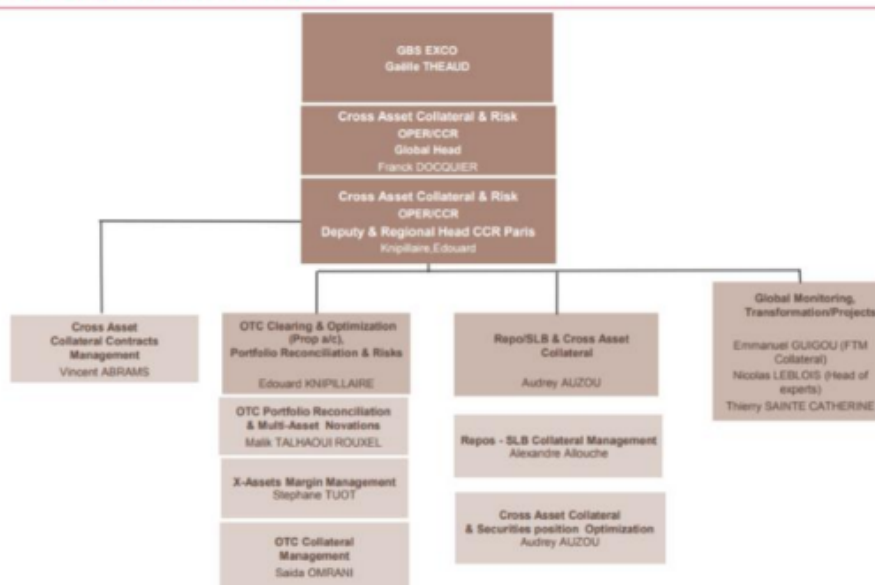 GBS EXCO
Gaëlle THEAUD
Cross Asset Collateral & Risk
OPER/CCR
Global Head
Franck DOCQUIER
Cross Asset Collateral & Risk
OPER/CCR
Deputy & Regional Head CCR Paris
Knipillaire,Edouard
Cross Asset
Collateral Contracts
Management
Vincent ABRAMS
OTC Clearing & Optimization
(Prop a/c),
Portfolio Reconciliation & Risks
Edouard KNIPILLAIRE
OTC Portfolio Reconciliation
& Multi-Asset Novations
Malik TALHAOUI ROUXEL
X-Assets Margin Management
Stephane TUOT
OTC Collateral
Management
Saida OMRANI
Repo/SLB & Cross Asset
Collateral
Audrey AUZOU
Repos - SLB Collateral Management
Alexandre Allouche
Cross Asset Collateral
& Securities position Optimization
Audrey AUZOU
Global Monitoring,
Transformation/Projects
Emmanuel GUIGOU (FTM
Collateral)
Nicolas LEBLOIS (Head of
experts)
Thierry SAINTE CATHERINE